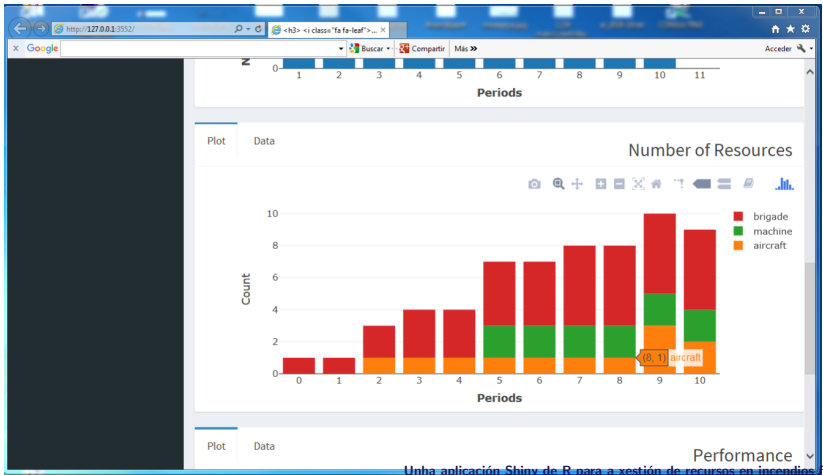 http://127.0.0.1:3552/
<h3> <i class="fa fa-leaf">...
x Google
Buscar
Compartir
Más
Acceder
0
1 2 3 4 5 6 7 8 9 10 11
Periods
Plot Data
Number of Resources
10
8
6
4
2
0
Count
brigade
machine
aircraft
(8, 1) aircraft
0 1 2 3 4 5 6 7 8 9 10
Periods
Plot Data
Performance
Unha aplicación Shiny de R para a xestión de recursos en incendios